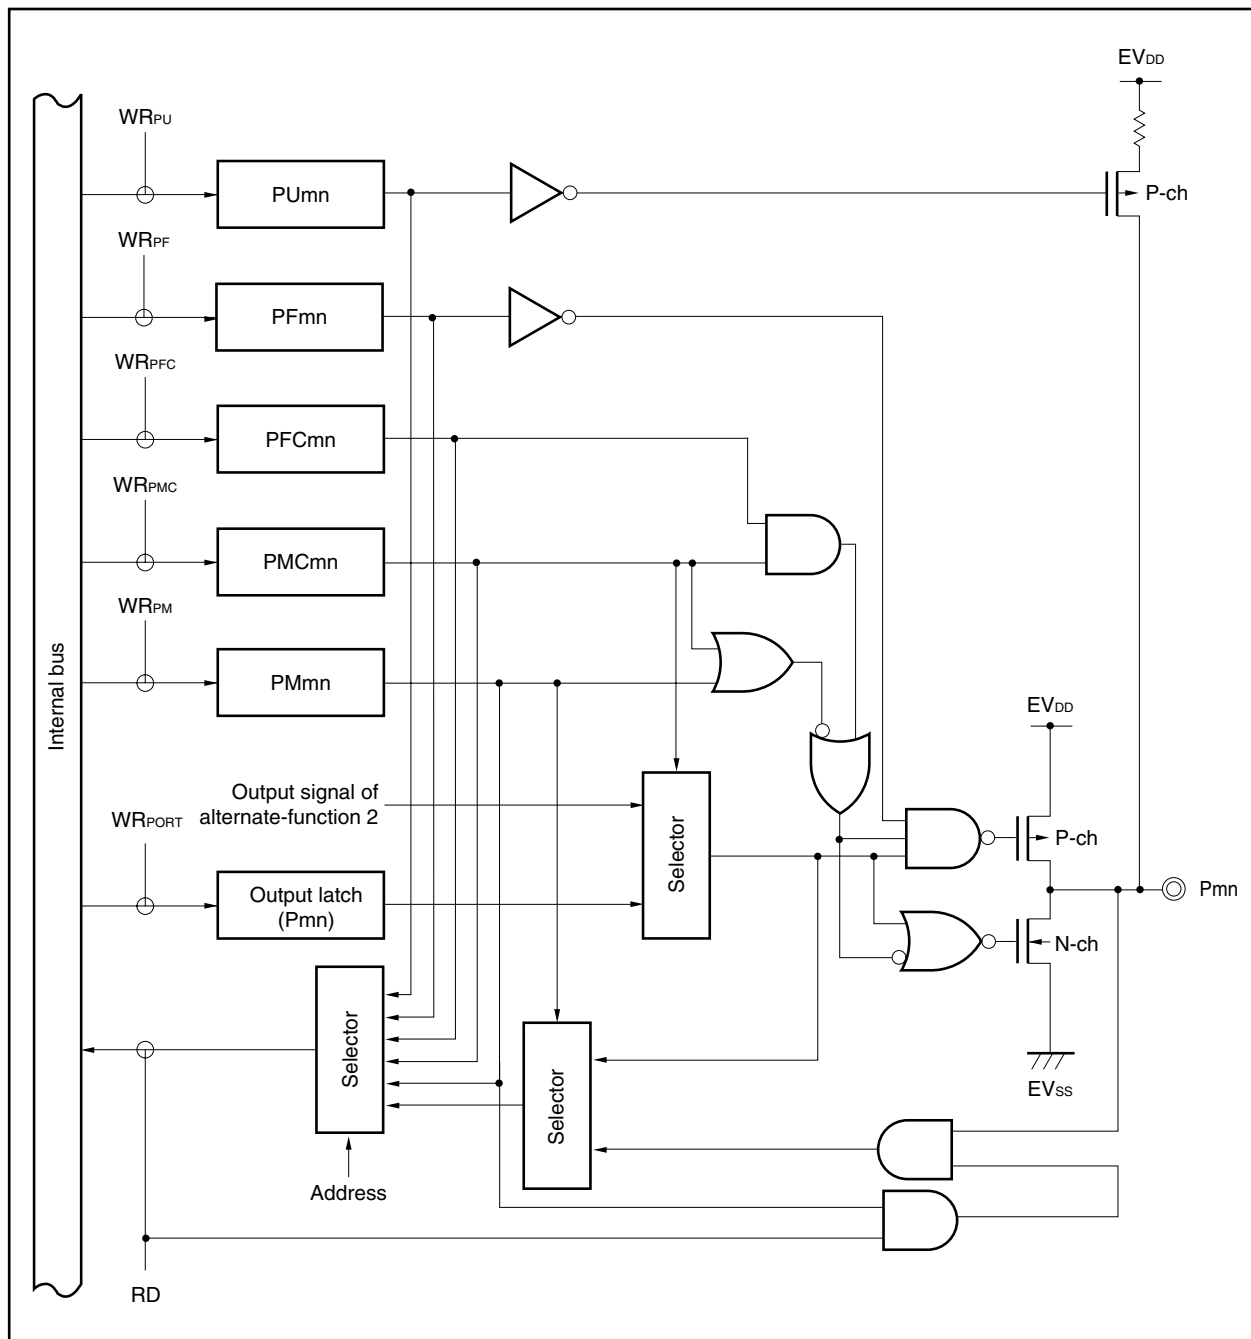 EVDD
WRPU
PUmn
P-ch
WRPF
PFmn
WRPFC
PFCmn
WRPMC
PMCmn
WRPM
PMmn
Internal bus
EVDD
Output signal of
alternate-function 2
WRPORT
Selector
P-ch
Output latch
(Pmn)
Pmn
N-ch
Selector
Selector
EVSS
Address
RD